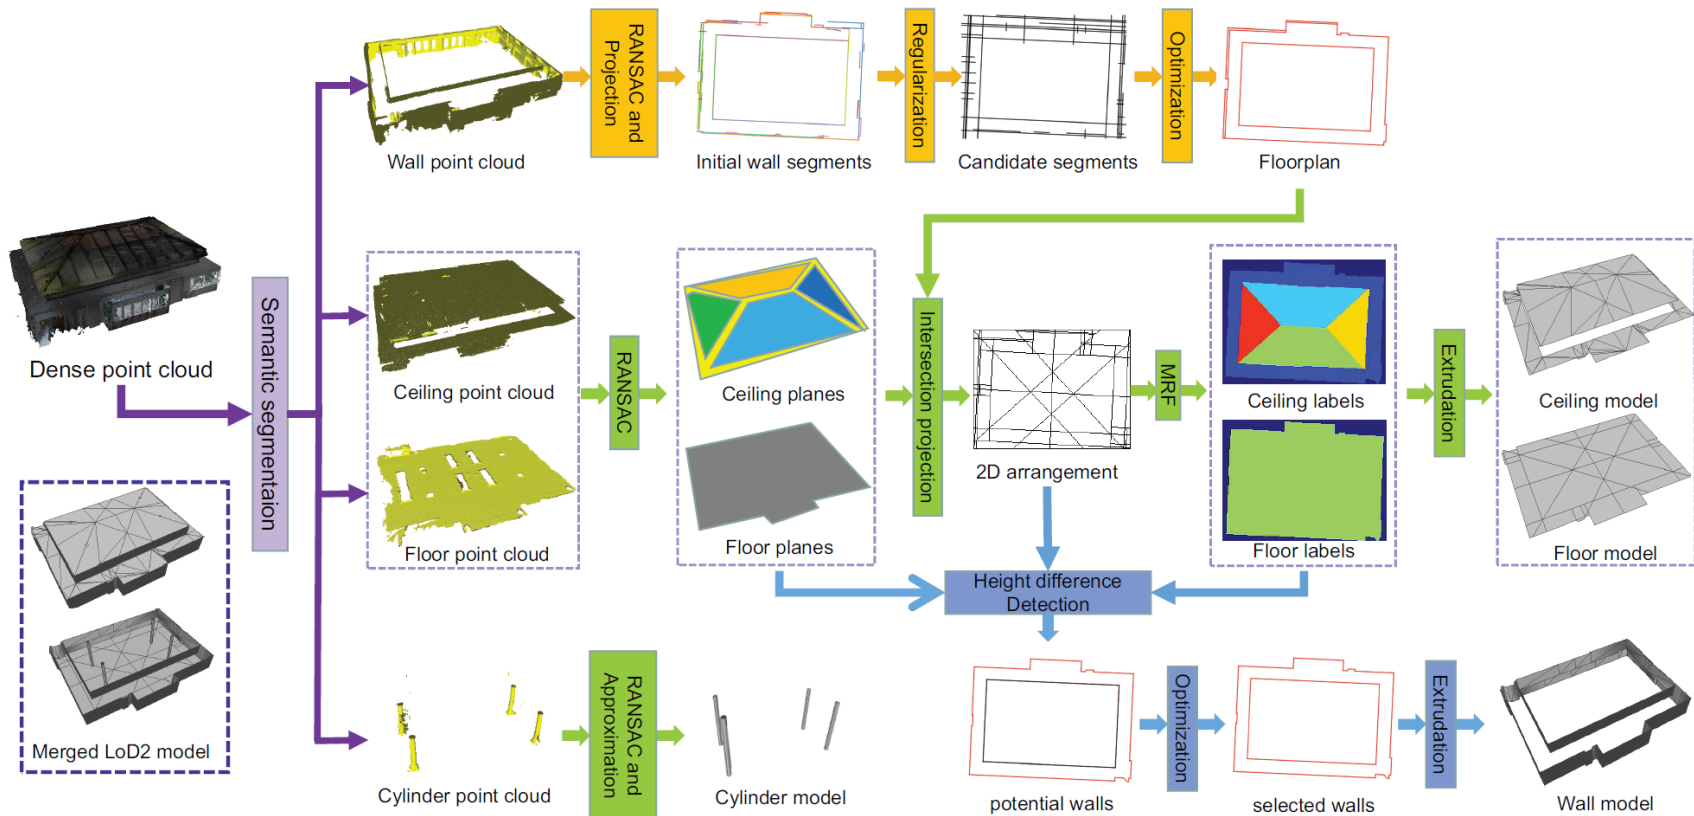 RANSAC and
Projection
Regularization
Optimization
Wall point cloud
Initial wall segments
Candidate segments
Floorplan
Dense point cloud
Semantic segmentaion
Ceiling point cloud
RANSAC
Ceiling planes
Intersection projection
2D arrangement
MRF
Ceiling labels
Extrudation
Ceiling model
Floor point cloud
Floor planes
Floor labels
Floor model
Height difference
Detection
Merged LoD2 model
Cylinder point cloud
RANSAC and
Approximation
Cylinder model
potential walls
Optimization
selected walls
Extrudation
Wall model